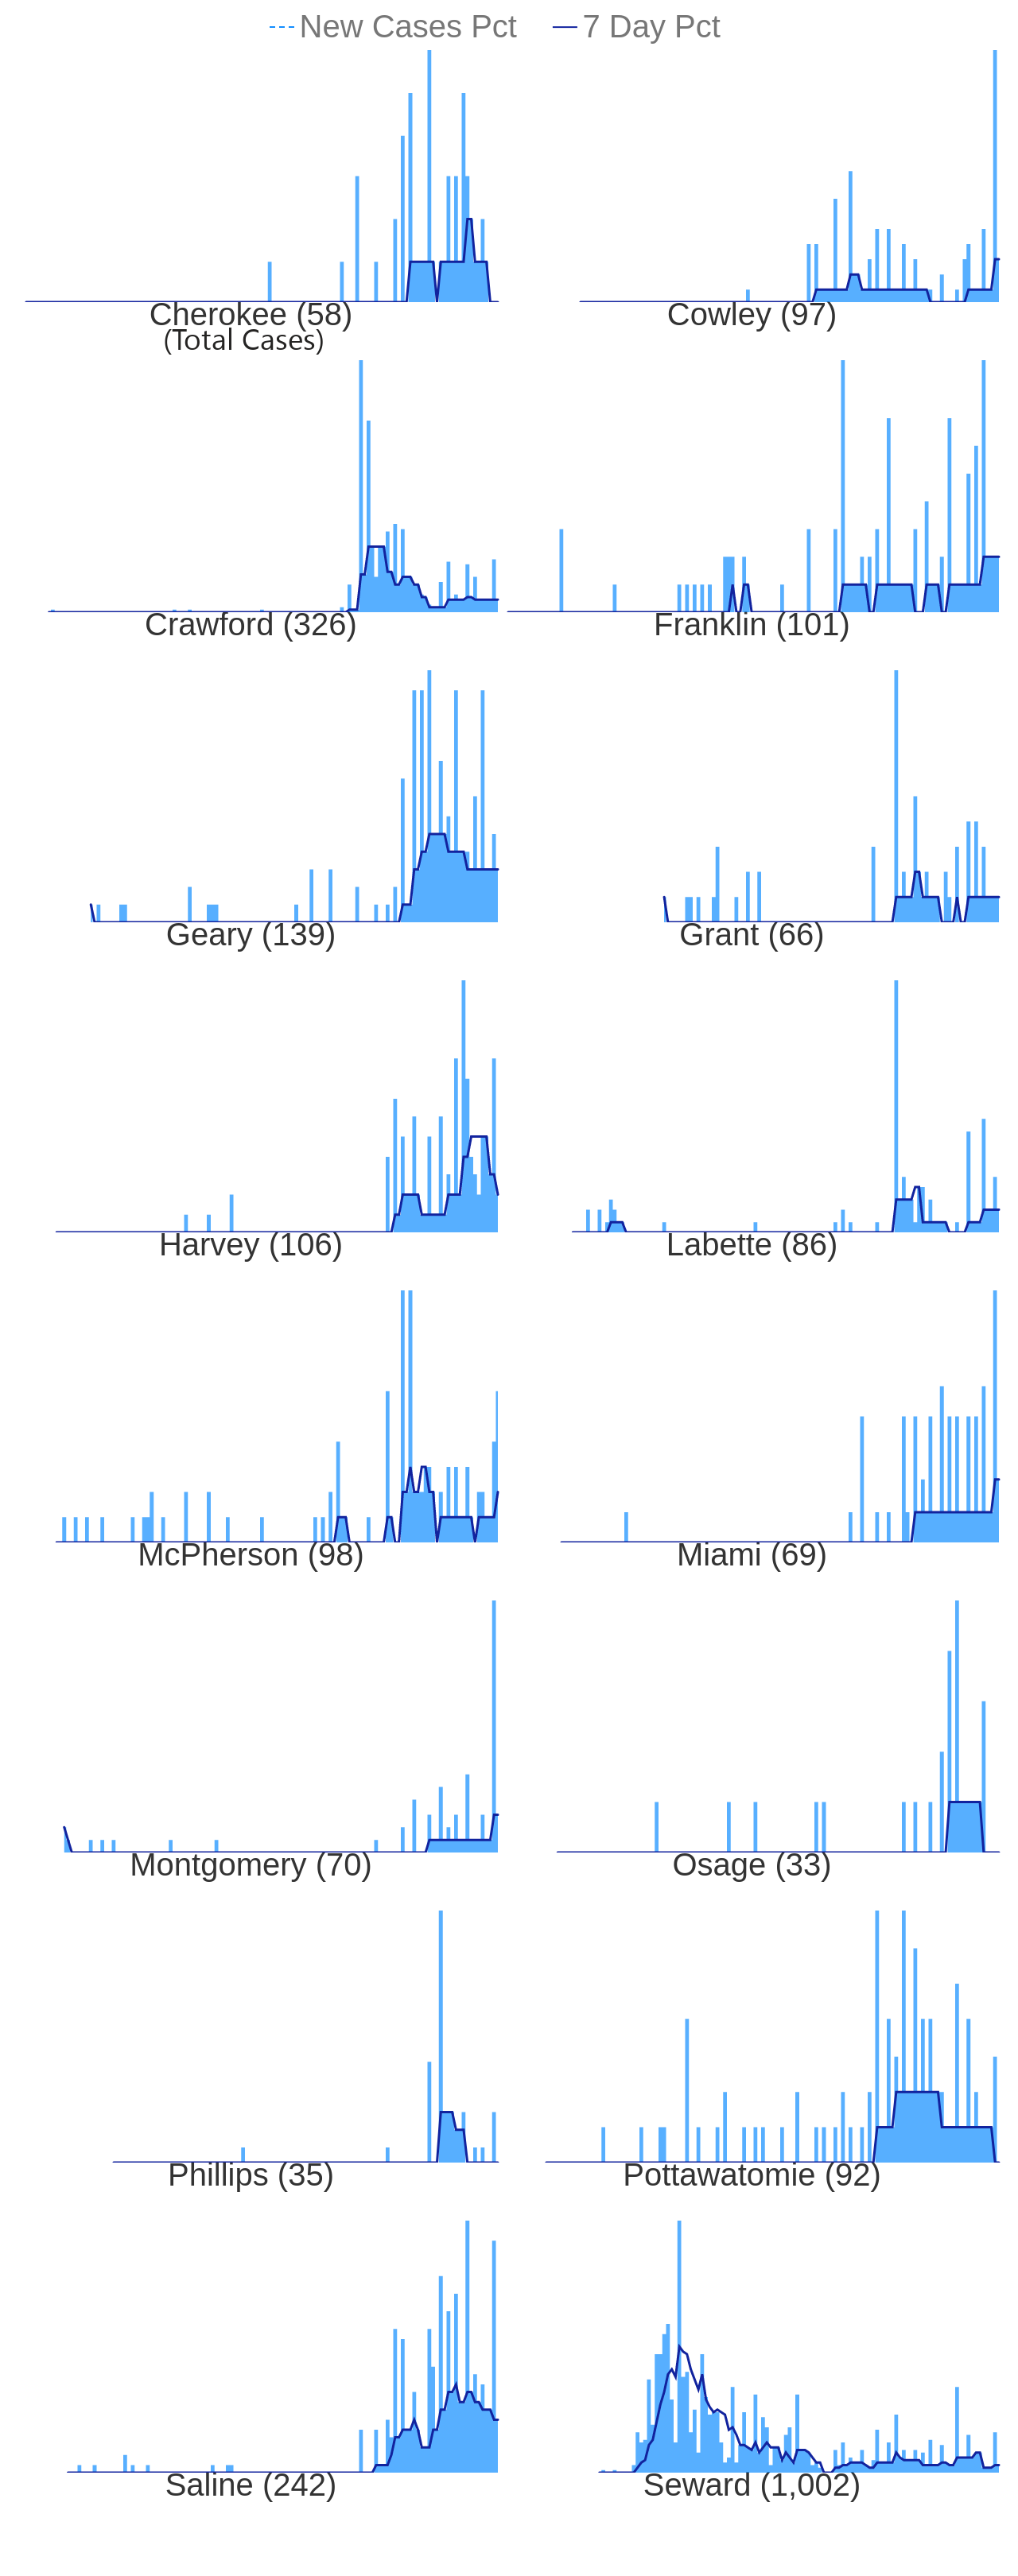 New Cases Pct 7 Day Pct
Cherokee (58) Cowley (97)
(Total Cases)
Crawford (326) Franklin (101)
Geary (139) Grant (66)
Harvey (106) Labette (86)
McPherson (98) Miami (69)
Montgomery (70) Osage (33)
Phillips (35) Pottawatomie (92)
Saline (242) Seward (1,002)